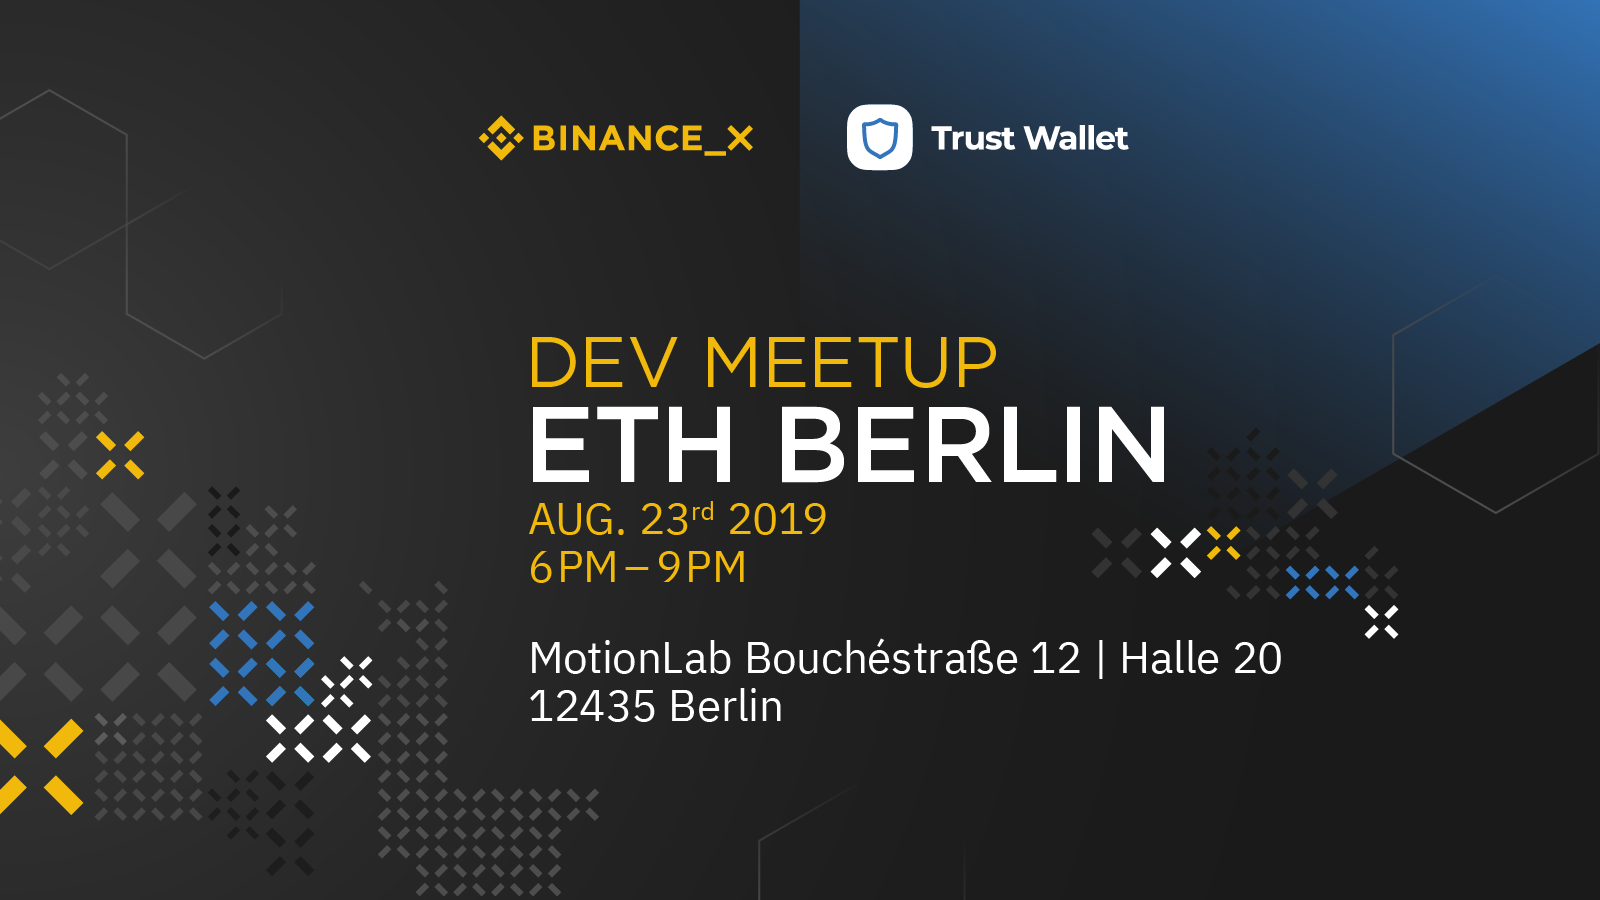 BINANCE_X
Trust Wallet
DEV MEETUP
ETH BERLIN
AUG. 23rd 2019
6PM – 9PM
MotionLab Bouchéstraße 12 | Halle 20
12435 Berlin